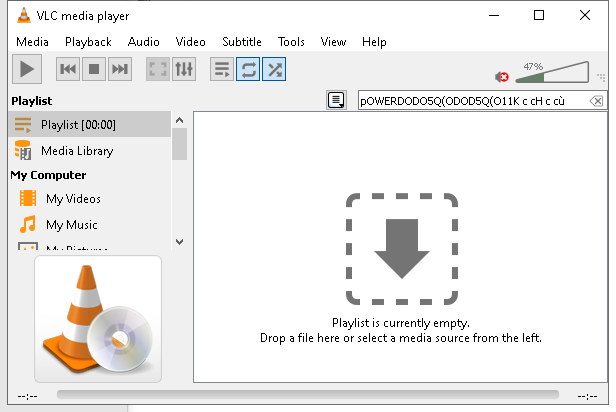 VLC media player
Media Playback Audio Video Subtitle Tools View Help
47%
Playlist
pOWERDODO5Q(ODOD5Q(O11K c cH c cù
Playlist [00:00]
Media Library
My Computer
My Videos
My Music
My Pictures
Playlist is currently empty.
Drop a file here or select a media source from the left.
--:-- --:--